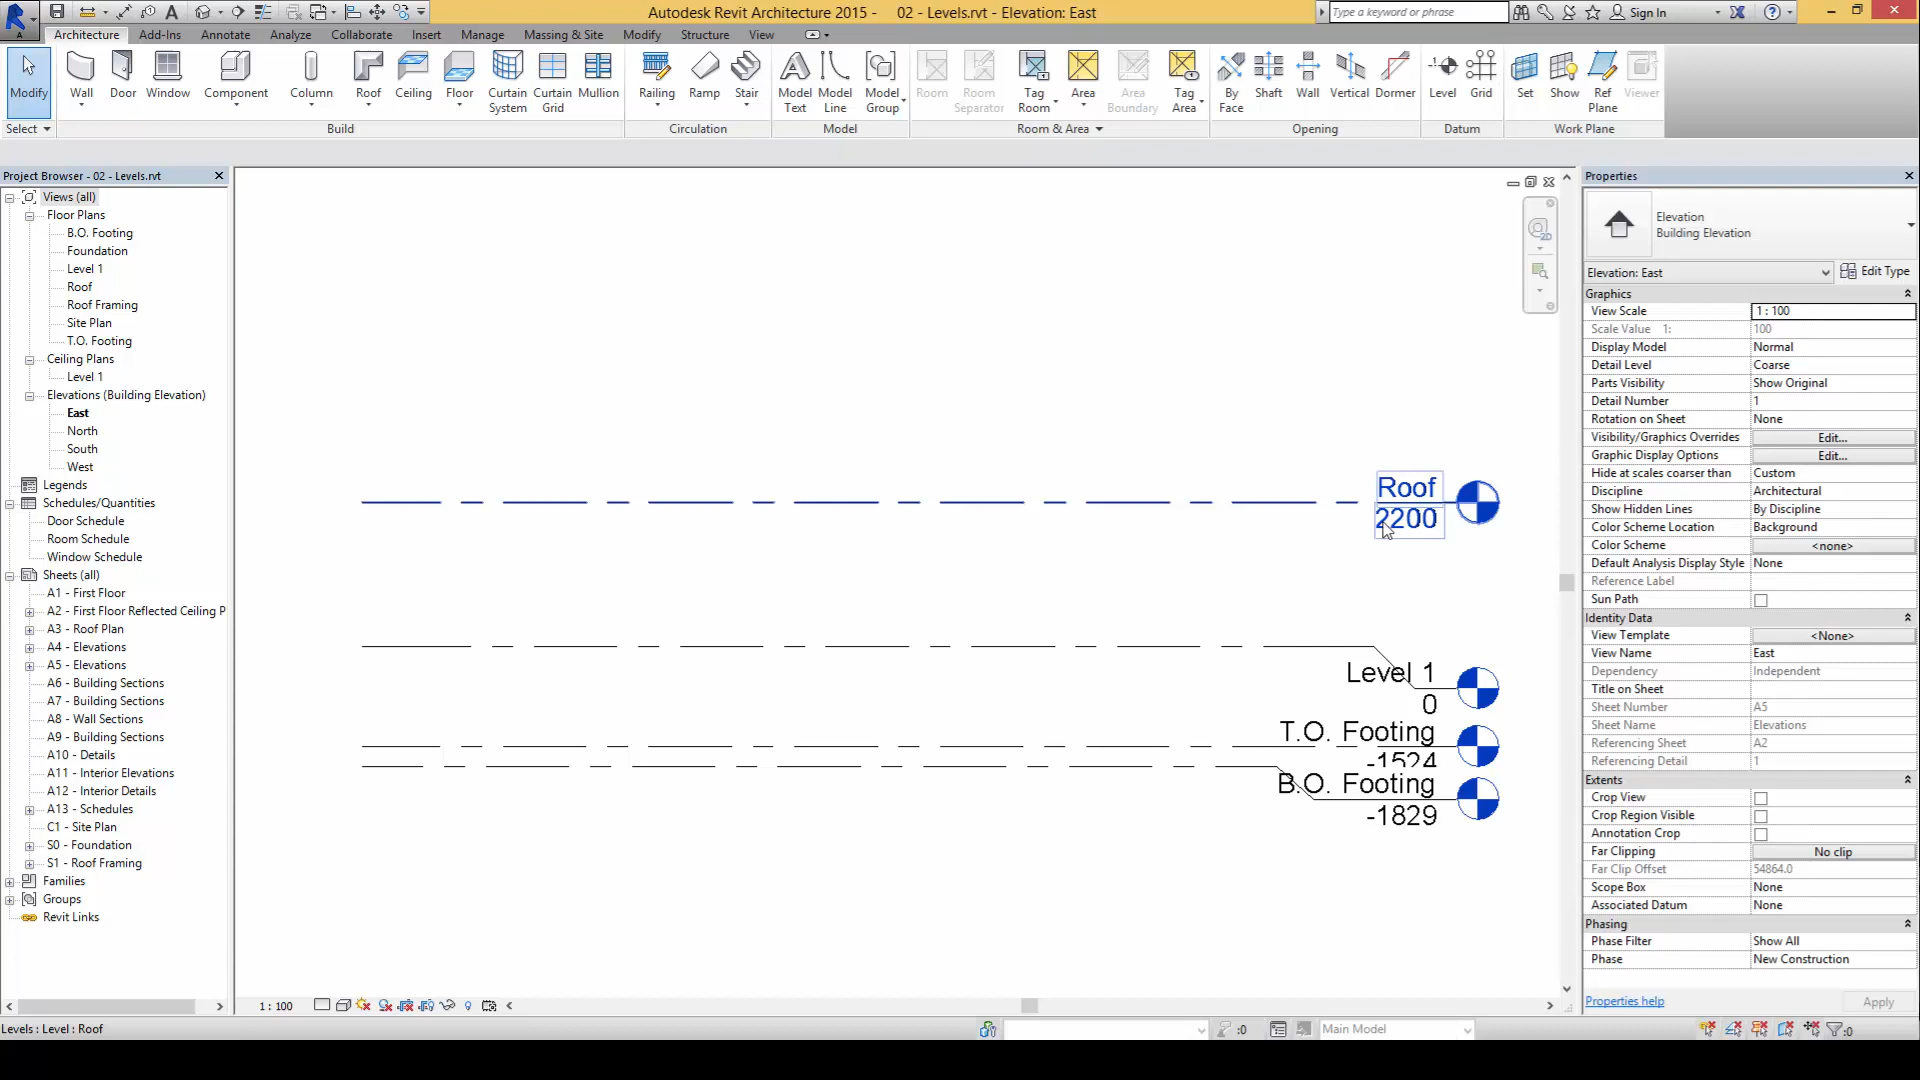 Autodesk Revit Architecture 2015 - 02 - Levels.rvt - Elevation: East
Type a keyword or phrase
Sign In
Architecture Add-Ins Annotate Analyze Collaborate Insert Manage Massing & Site Modify Structure View
Modify Wall Door Window Component Column Roof Ceiling Floor Curtain System Curtain Grid Mullion Railing Ramp Stair Model Text Model Line Model Group Room Room Separator Tag Room Area Area Boundary Tag Area By Face Shaft Wall Vertical Dormer Level Grid Set Show Ref Plane Viewer
Select Build Circulation Model Room & Area Opening Datum Work Plane
Project Browser - 02 - Levels.rvt
Views (all)
Floor Plans
B.O. Footing
Foundation
Level 1
Roof
Roof Framing
Site Plan
T.O. Footing
Ceiling Plans
Level 1
Elevations (Building Elevation)
East
North
South
West
Legends
Schedules/Quantities
Door Schedule
Room Schedule
Window Schedule
Sheets (all)
A1 - First Floor
A2 - First Floor Reflected Ceiling P
A3 - Roof Plan
A4 - Elevations
A5 - Elevations
A6 - Building Sections
A7 - Building Sections
A8 - Wall Sections
A9 - Building Sections
A10 - Details
A11 - Interior Elevations
A12 - Interior Details
A13 - Schedules
C1 - Site Plan
S0 - Foundation
S1 - Roof Framing
Families
Groups
Revit Links
Roof
2200
Level 1
0
T.O. Footing
-1524
B.O. Footing
-1829
2D
Properties
Elevation
Building Elevation
Elevation: East Edit Type
Graphics
View Scale 1 : 100
Scale Value 1: 100
Display Model Normal
Detail Level Coarse
Parts Visibility Show Original
Detail Number 1
Rotation on Sheet None
Visibility/Graphics Overrides Edit...
Graphic Display Options Edit...
Hide at scales coarser than Custom
Discipline Architectural
Show Hidden Lines By Discipline
Color Scheme Location Background
Color Scheme <none>
Default Analysis Display Style None
Reference Label
Sun Path
Identity Data
View Template <None>
View Name East
Dependency Independent
Title on Sheet
Sheet Number A5
Sheet Name Elevations
Referencing Sheet A2
Referencing Detail 1
Extents
Crop View
Crop Region Visible
Annotation Crop
Far Clipping No clip
Far Clip Offset 54864.0
Scope Box None
Associated Datum None
Phasing
Phase Filter Show All
Phase New Construction
Properties help Apply
1 : 100
Levels : Level : Roof
:0
Main Model
:0